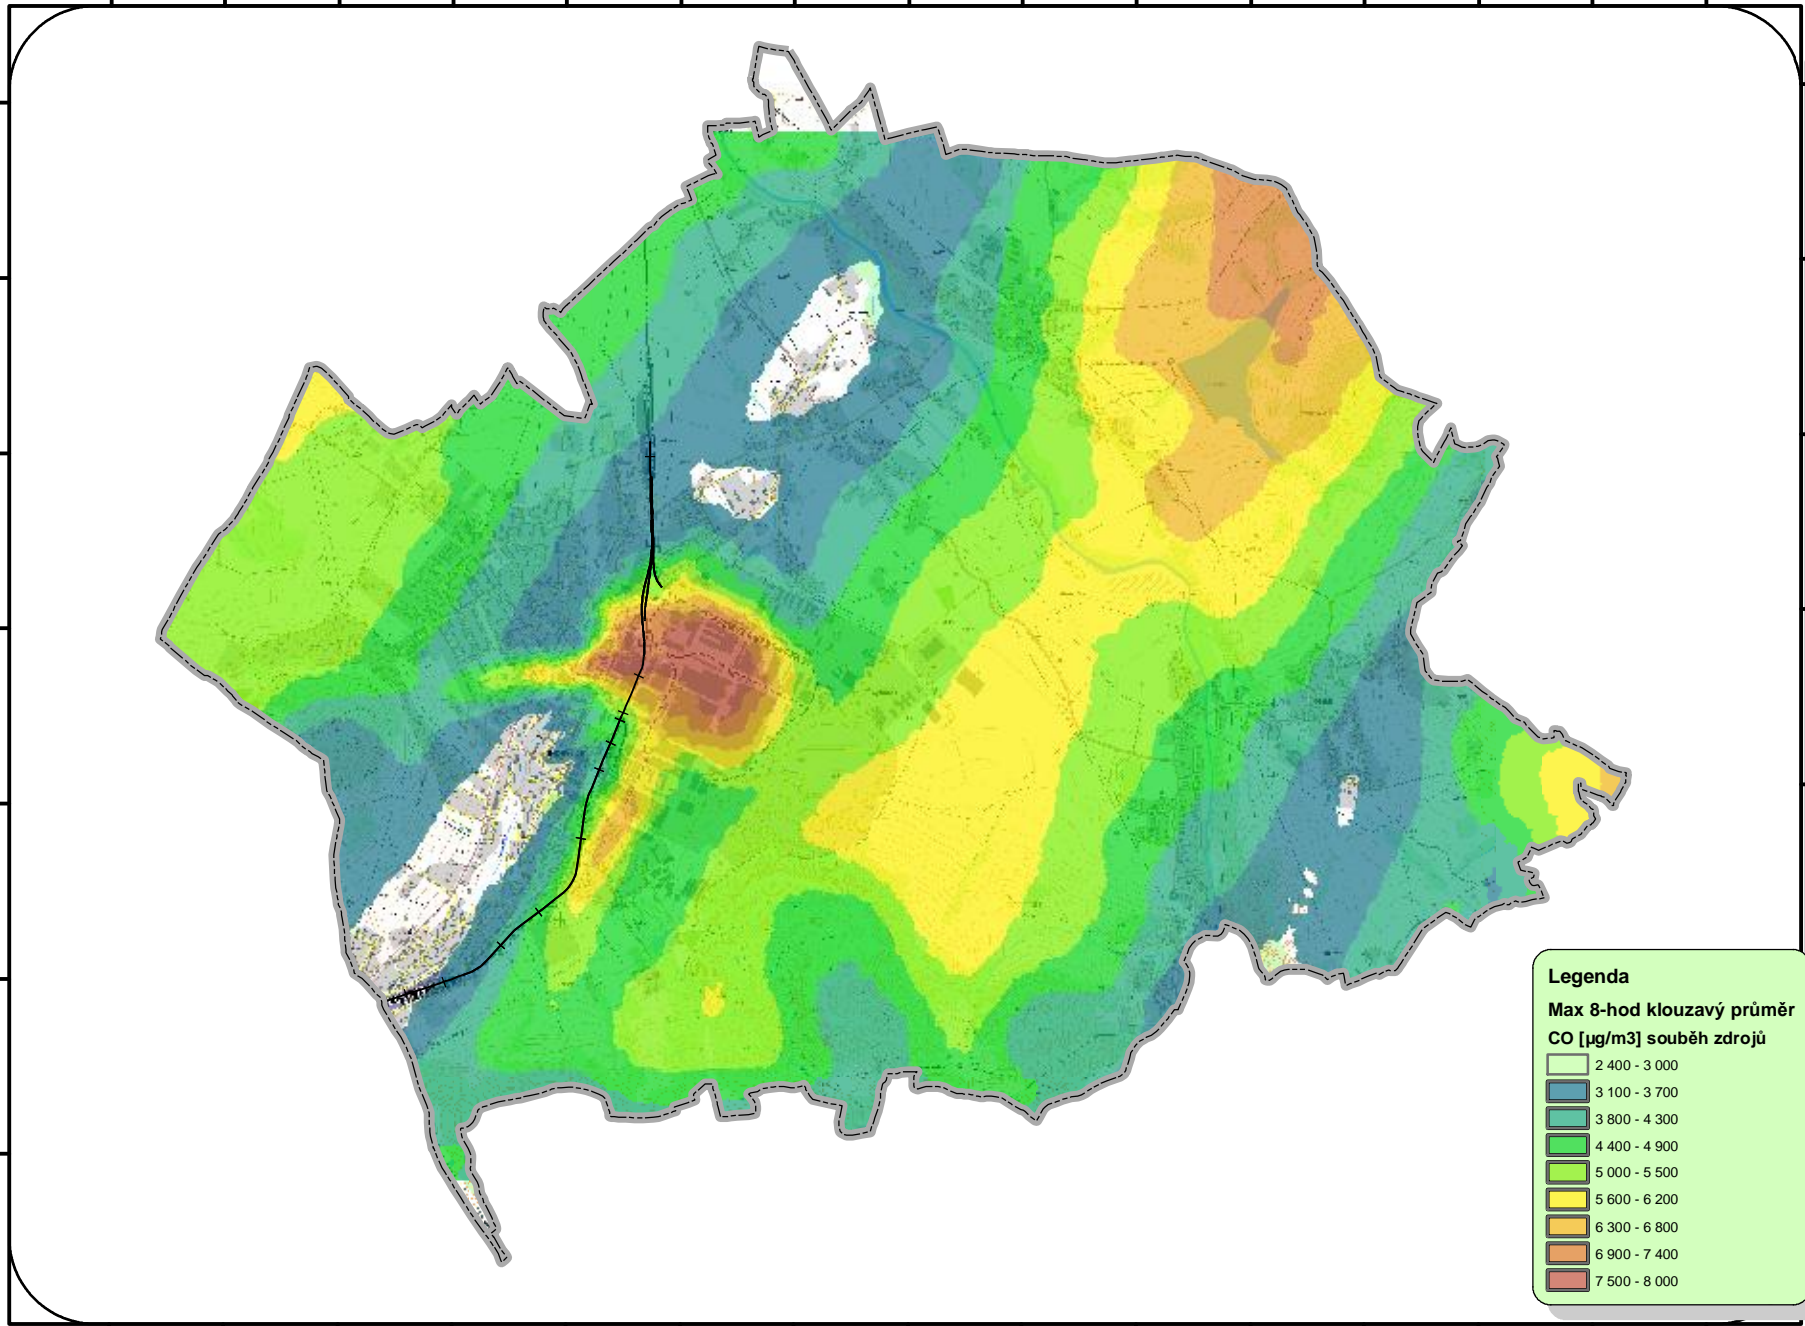 Legenda
Max 8-hod klouzavý průměr
CO [µg/m3] souběh zdrojů
2 400 - 3 000
3 100 - 3 700
3 800 - 4 300
4 400 - 4 900
5 000 - 5 500
5 600 - 6 200
6 300 - 6 800
6 900 - 7 400
7 500 - 8 000